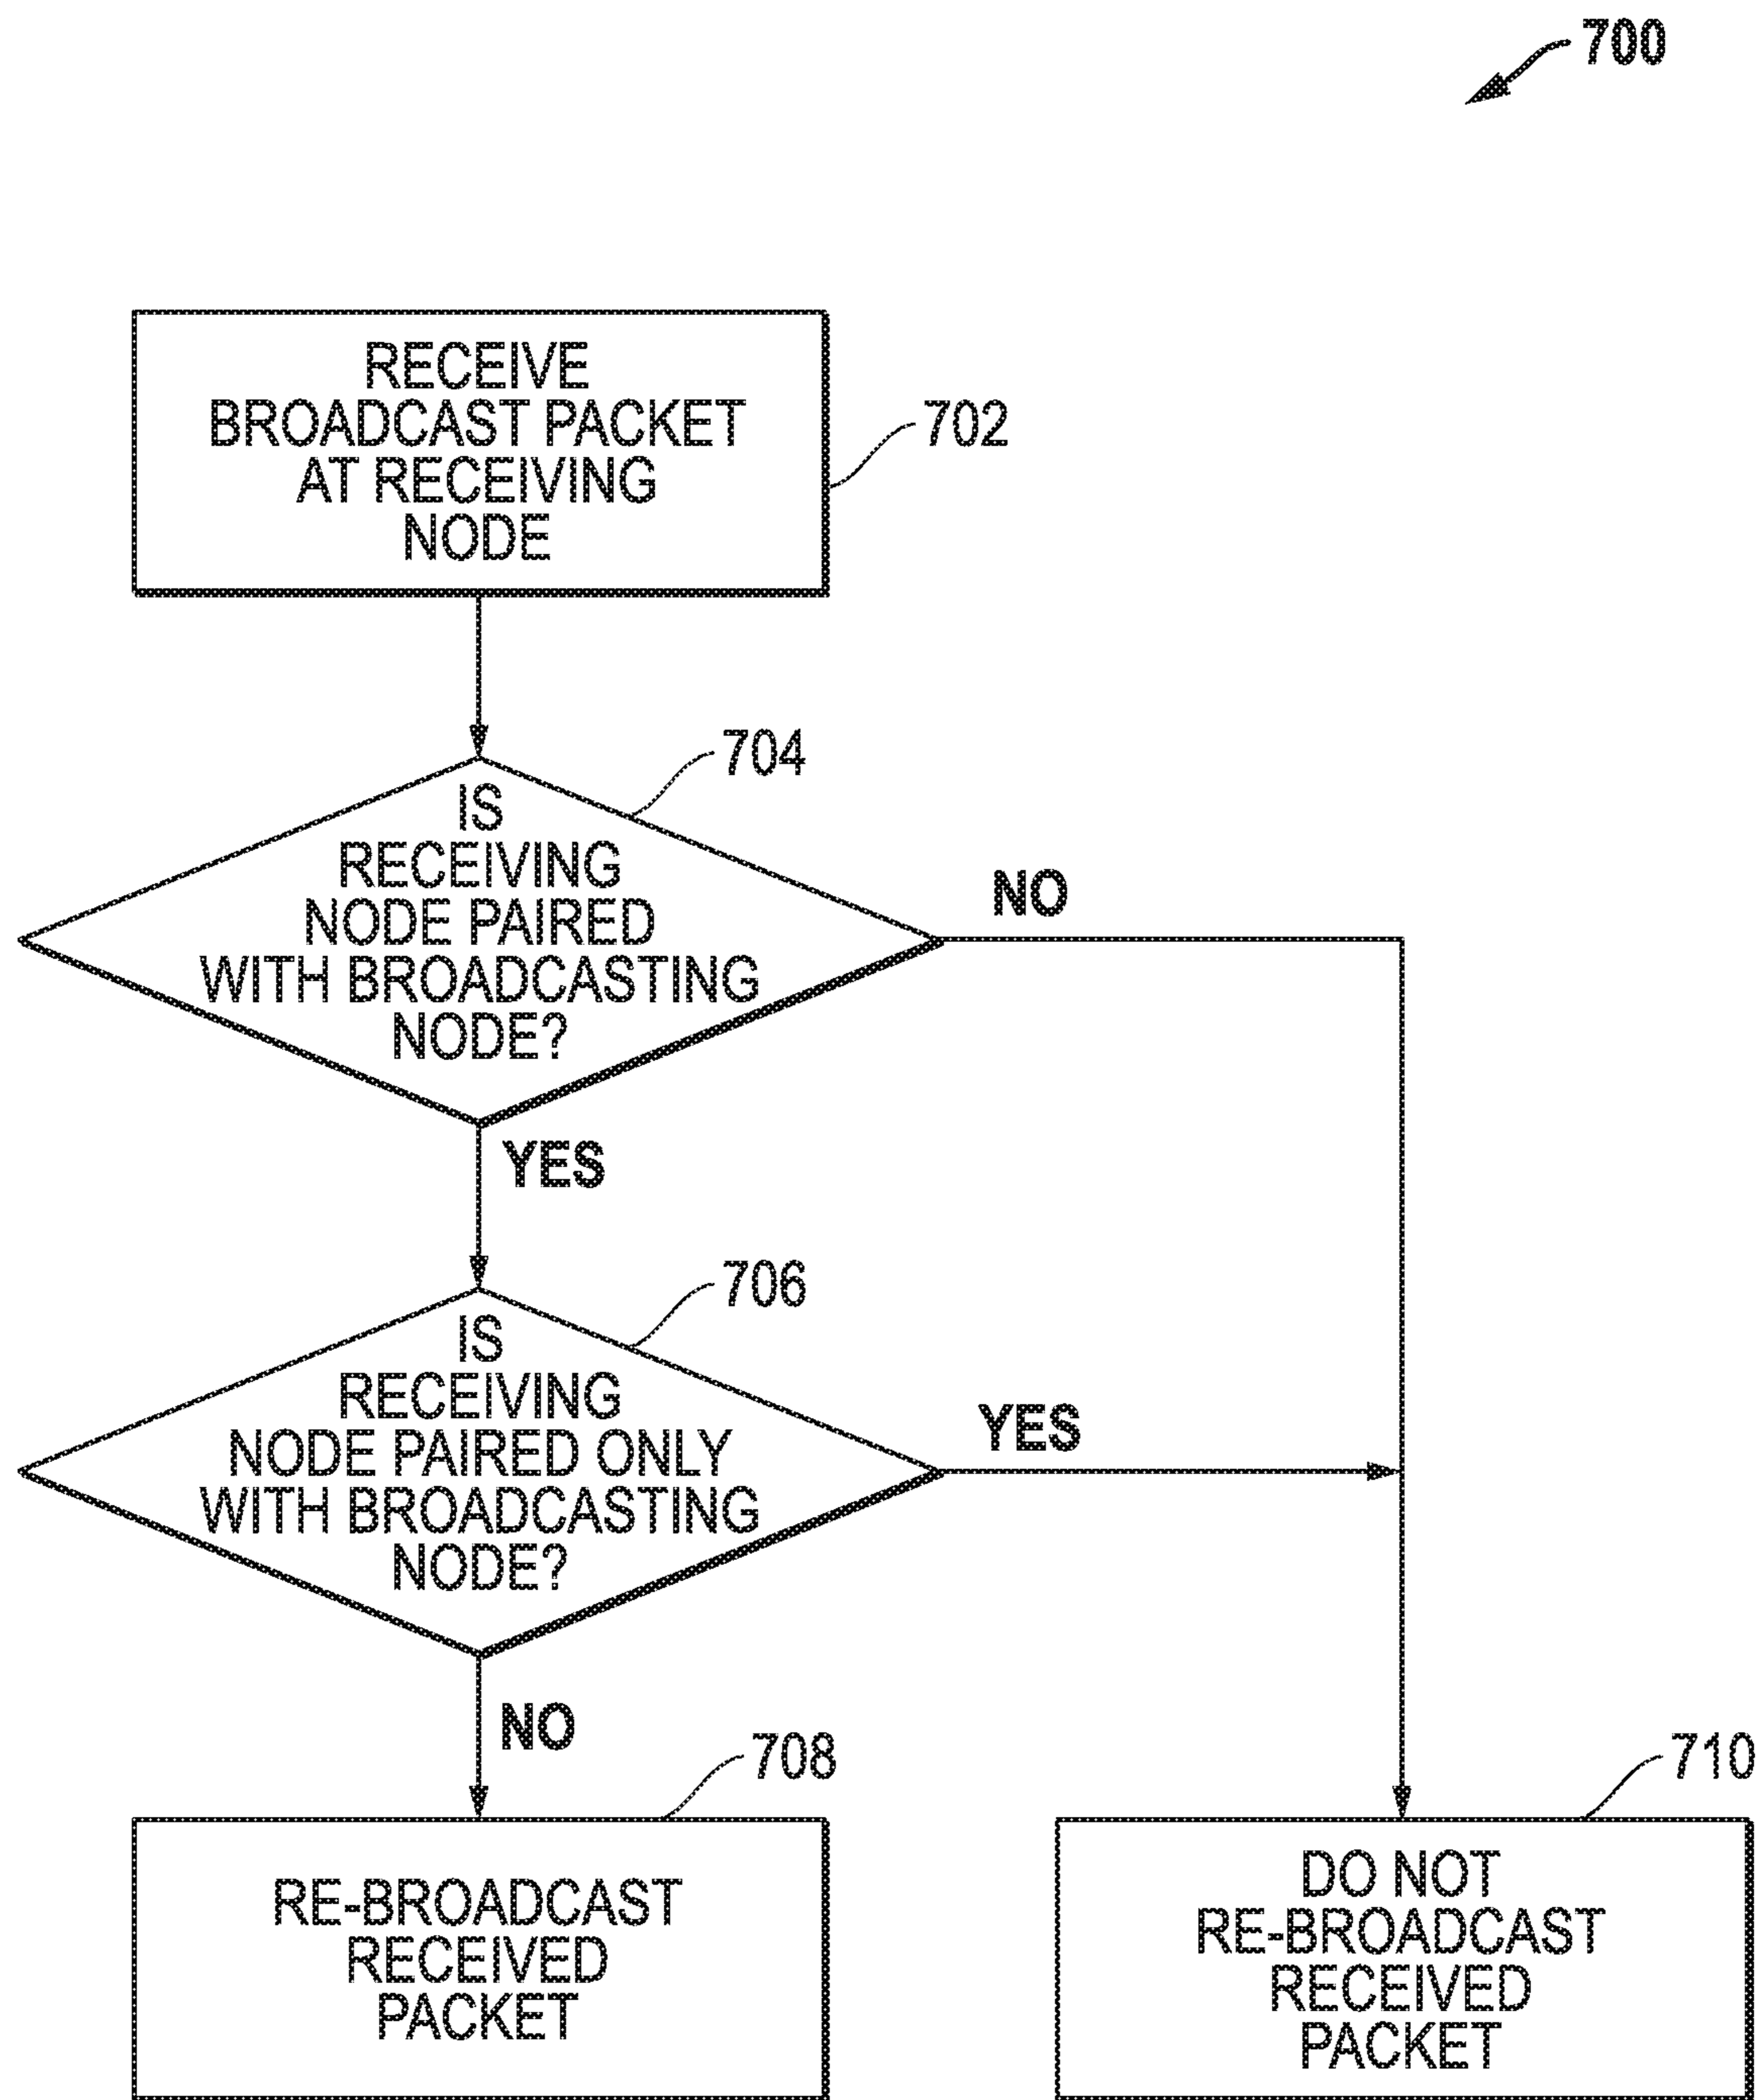 700
RECEIVE
BROADCAST PACKET
AT RECEIVING
NODE
702
704
IS
RECEIVING
NODE PAIRED
WITH BROADCASTING
NODE?
NO
YES
706
IS
RECEIVING
NODE PAIRED ONLY
WITH BROADCASTING
NODE?
YES
NO
708
RE-BROADCAST
RECEIVED
PACKET
710
DO NOT
RE-BROADCAST
RECEIVED
PACKET